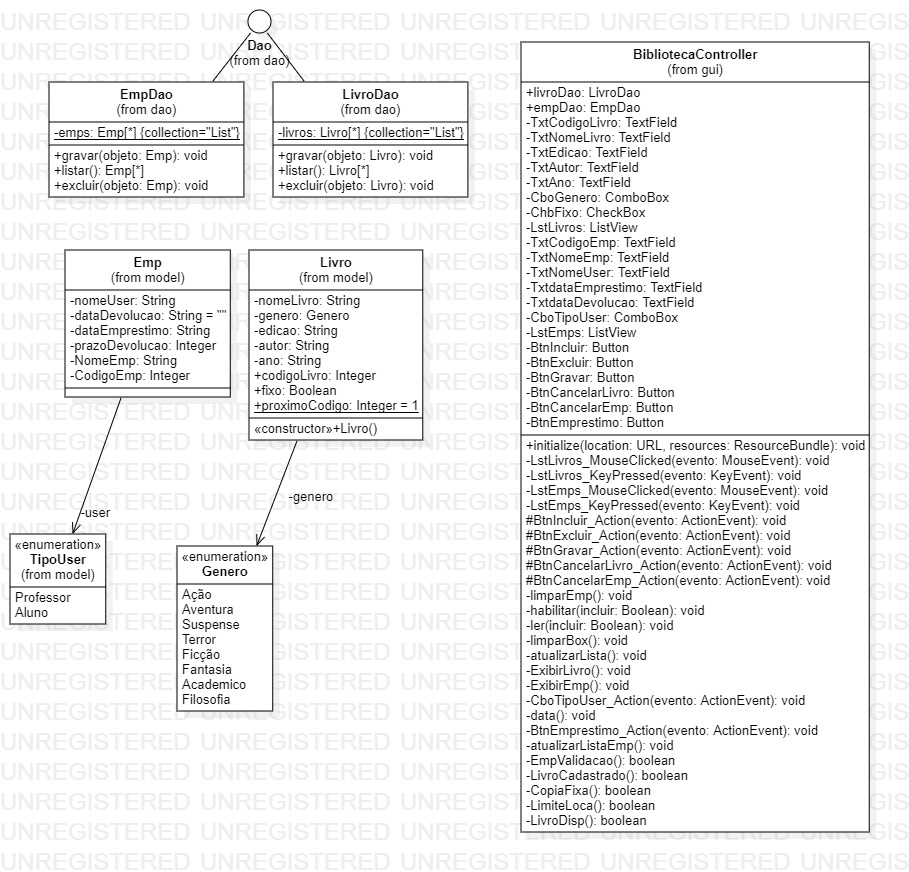 Dao
(from dao)
EmpDao
(from dao)
-emps: Emp[*] {collection="List"}
+gravar(objeto: Emp): void
+listar(): Emp[*]
+excluir(objeto: Emp): void
LivroDao
(from dao)
-livros: Livro[*] {collection="List"}
+gravar(objeto: Livro): void
+listar(): Livro[*]
+excluir(objeto: Livro): void
Emp
(from model)
-nomeUser: String
-dataDevolucao: String = ""
-dataEmprestimo: String
-prazoDevolucao: Integer
-NomeEmp: String
-CodigoEmp: Integer
Livro
(from model)
-nomeLivro: String
-genero: Genero
-edicao: String
-autor: String
-ano: String
+codigoLivro: Integer
+fixo: Boolean
+proximoCodigo: Integer = 1
«constructor»+Livro()
-user
-genero
«enumeration»
TipoUser
(from model)
Professor
Aluno
«enumeration»
Genero
Ação
Aventura
Suspense
Terror
Ficção
Fantasia
Academico
Filosofia
BibliotecaController
(from gui)
+livroDao: LivroDao
+empDao: EmpDao
-TxtCodigoLivro: TextField
-TxtNomeLivro: TextField
-TxtEdicao: TextField
-TxtAutor: TextField
-TxtAno: TextField
-CboGenero: ComboBox
-ChbFixo: CheckBox
-LstLivros: ListView
-TxtCodigoEmp: TextField
-TxtNomeEmp: TextField
-TxtNomeUser: TextField
-TxtdataEmprestimo: TextField
-TxtdataDevolucao: TextField
-CboTipoUser: ComboBox
-LstEmps: ListView
-BtnIncluir: Button
-BtnExcluir: Button
-BtnGravar: Button
-BtnCancelarLivro: Button
-BtnCancelarEmp: Button
-BtnEmprestimo: Button
+initialize(location: URL, resources: ResourceBundle): void
-LstLivros_MouseClicked(evento: MouseEvent): void
-LstLivros_KeyPressed(evento: KeyEvent): void
-LstEmps_MouseClicked(evento: MouseEvent): void
-LstEmps_KeyPressed(evento: KeyEvent): void
#BtnIncluir_Action(evento: ActionEvent): void
#BtnExcluir_Action(evento: ActionEvent): void
#BtnGravar_Action(evento: ActionEvent): void
#BtnCancelarLivro_Action(evento: ActionEvent): void
#BtnCancelarEmp_Action(evento: ActionEvent): void
-limparEmp(): void
-habilitar(incluir: Boolean): void
-ler(incluir: Boolean): void
-limparBox(): void
-atualizarLista(): void
-ExibirLivro(): void
-ExibirEmp(): void
-CboTipoUser_Action(evento: ActionEvent): void
-data(): void
-BtnEmprestimo_Action(evento: ActionEvent): void
-atualizarListaEmp(): void
-EmpValidacao(): boolean
-LivroCadastrado(): boolean
-CopiaFixa(): boolean
-LimiteLoca(): boolean
-LivroDisp(): boolean